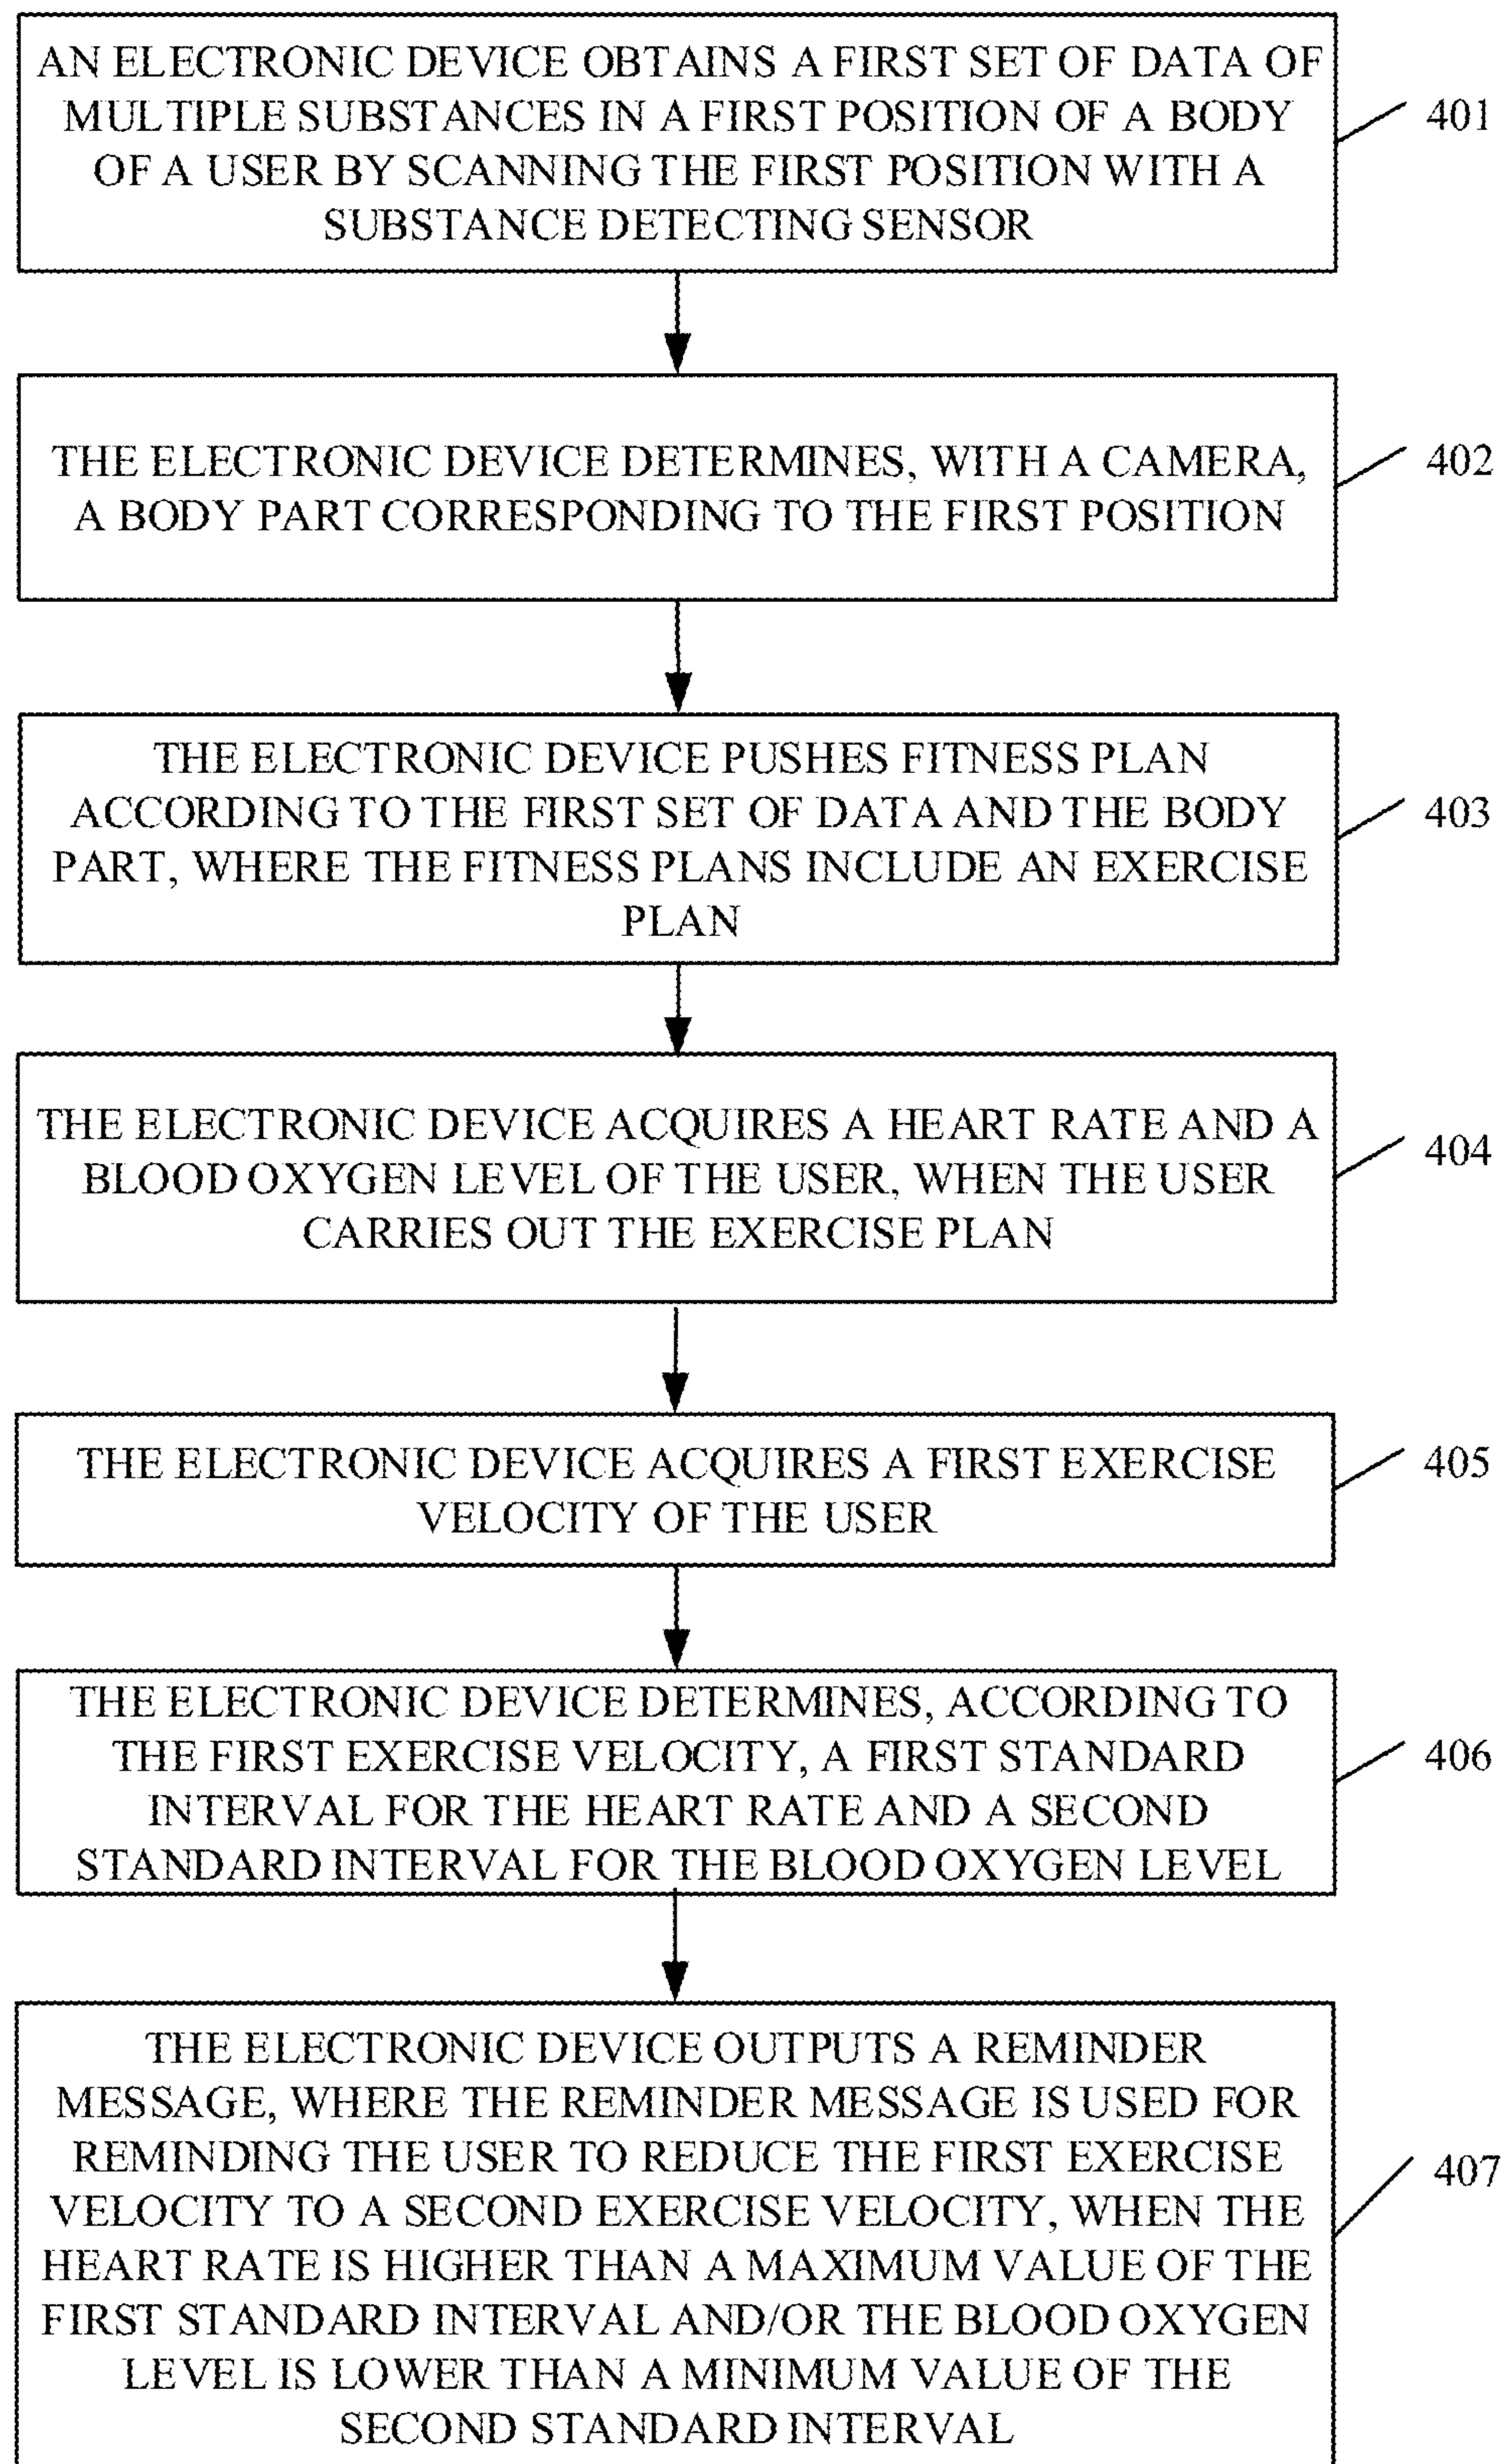 AN ELECTRONIC DEVICE OBTAINS A FIRST SET OF DATA OF
MULTIPLE SUBSTANCES IN A FIRST POSITION OF A BODY
OF A USER BY SCANNING THE FIRST POSITION WITH A
SUBSTANCE DETECTING SENSOR
401
THE ELECTRONIC DEVICE DETERMINES, WITH A CAMERA,
A BODY PART CORRESPONDING TO THE FIRST POSITION
402
THE ELECTRONIC DEVICE PUSHES FITNESS PLAN
ACCORDING TO THE FIRST SET OF DATA AND THE BODY
PART, WHERE THE FITNESS PLANS INCLUDE AN EXERCISE
PLAN
403
THE ELECTRONIC DEVICE ACQUIRES A HEART RATE AND A
BLOOD OXYGEN LEVEL OF THE USER, WHEN THE USER
CARRIES OUT THE EXERCISE PLAN
404
THE ELECTRONIC DEVICE ACQUIRES A FIRST EXERCISE
VELOCITY OF THE USER
405
THE ELECTRONIC DEVICE DETERMINES, ACCORDING TO
THE FIRST EXERCISE VELOCITY, A FIRST STANDARD
INTERVAL FOR THE HEART RATE AND A SECOND
STANDARD INTERVAL FOR THE BLOOD OXYGEN LEVEL
406
THE ELECTRONIC DEVICE OUTPUTS A REMINDER
MESSAGE, WHERE THE REMINDER MESSAGE IS USED FOR
REMINDING THE USER TO REDUCE THE FIRST EXERCISE
VELOCITY TO A SECOND EXERCISE VELOCITY, WHEN THE
HEART RATE IS HIGHER THAN A MAXIMUM VALUE OF THE
FIRST STANDARD INTERVAL AND/OR THE BLOOD OXYGEN
LEVEL IS LOWER THAN A MINIMUM VALUE OF THE
SECOND STANDARD INTERVAL
407